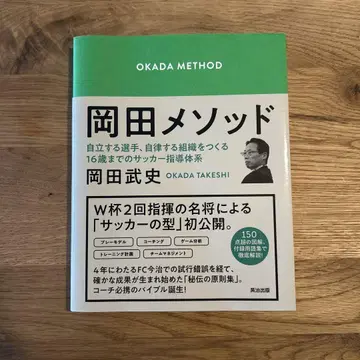 OKADA METHOD
岡田メソッド
自立する選手、自律する組織をつくる
16歳までのサッカー指導体系
岡田武史 OKADA TAKESHI
W杯2回指揮の名将による
「サッカーの型」初公開。
プレーモデル コーチング ゲーム分析
トレーニング計画 チームマネジメント
150
点超の図解、
付録用語集で
徹底解説!
4年にわたるFC今治での試行錯誤を経て、
確かな成果が生まれ始めた「秘伝の原則集」。
コーチ必携のバイブル誕生!
英治出版